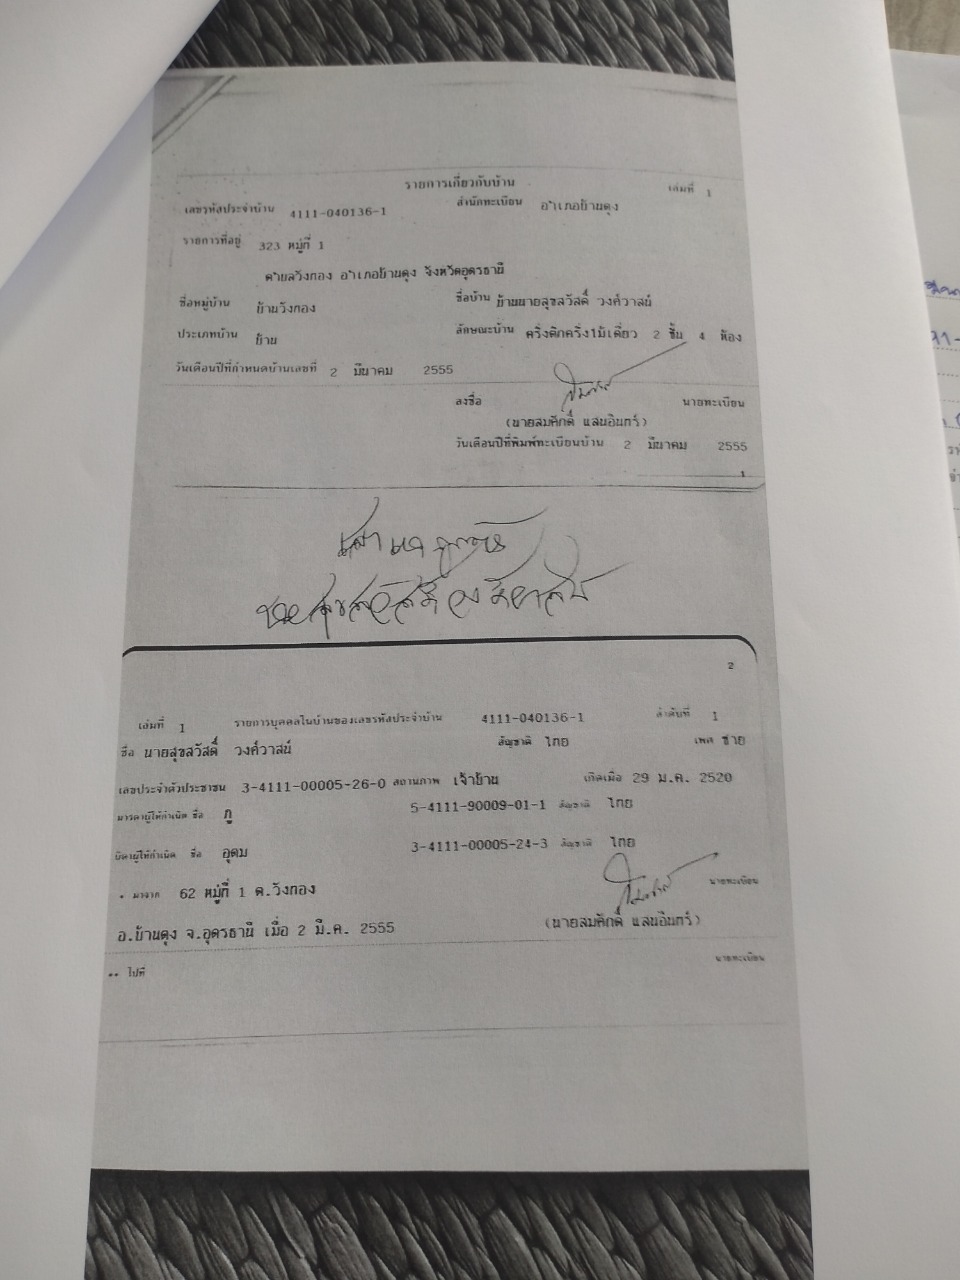 รายการเกี่ยวกับบ้าน เล่มที่ 1
เลขรหัสประจำบ้าน 4111-040136-1 สำนักทะเบียน อำเภอบ้านดุง
รายการที่อยู่ 323 หมู่ที่ 1
ตำบลวังทอง อำเภอบ้านดุง จังหวัดอุดรธานี
ชื่อหมู่บ้าน บ้านวังทอง ชื่อบ้าน บ้านนายสุขสวัสดิ์ วงค์วาสน์
ประเภทบ้าน บ้าน ลักษณะบ้าน ครึ่งตึกครึ่งไม้เดี่ยว 2 ชั้น 4 ห้อง
วันเดือนปีที่กำหนดบ้านเลขที่ 2 มีนาคม 2555
ลงชื่อ นายทะเบียน
(นายสมศักดิ์ แสนอินทร์)
วันเดือนปีที่พิมพ์ทะเบียนบ้าน 2 มีนาคม 2555
1
2
เล่มที่ 1 รายการบุคคลในบ้านของเลขรหัสประจำบ้าน 4111-040136-1 ลำดับที่ 1
ชื่อ นายสุขสวัสดิ์ วงค์วาสน์ สัญชาติ ไทย เพศ ชาย
เลขประจำตัวประชาชน 3-4111-00005-26-0 สถานภาพ เจ้าบ้าน เกิดเมื่อ 29 ม.ค. 2520
มารดาผู้ให้กำเนิด ชื่อ ภู 5-4111-90009-01-1 สัญชาติ ไทย
บิดาผู้ให้กำเนิด ชื่อ อุดม 3-4111-00005-24-3 สัญชาติ ไทย
* มาจาก 62 หมู่ที่ 1 ต.วังทอง นายทะเบียน
อ.บ้านดุง จ.อุดรธานี เมื่อ 2 มี.ค. 2555 (นายสมศักดิ์ แสนอินทร์)
** ไปที่ นายทะเบียน